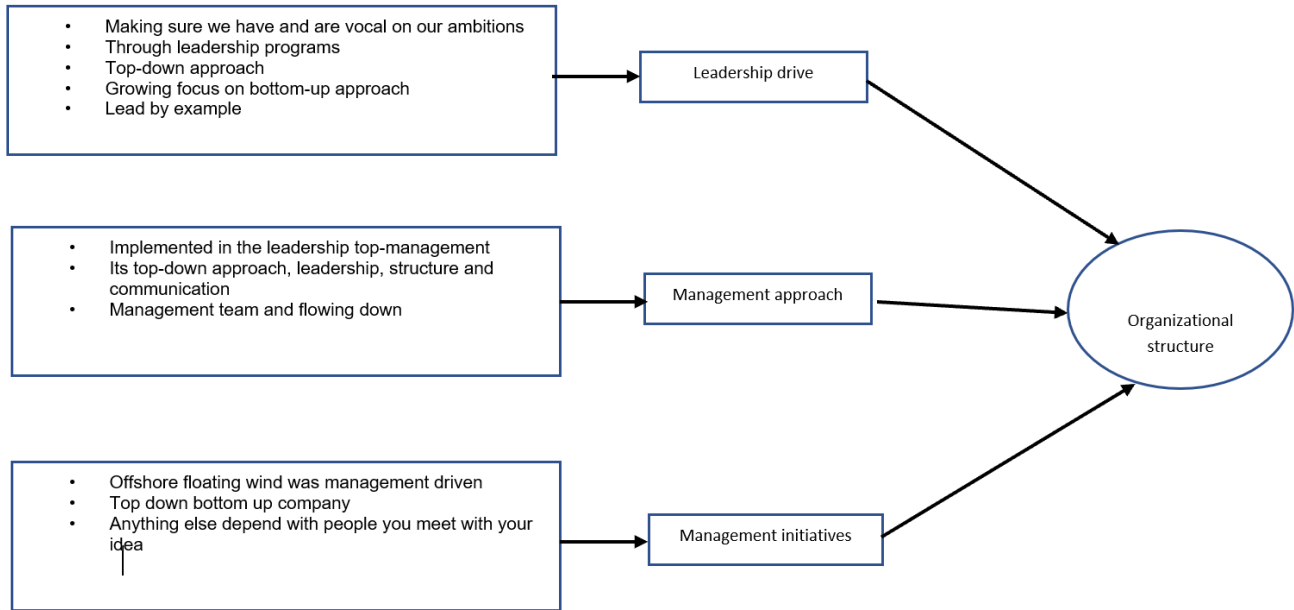 • Making sure we have and are vocal on our ambitions
• Through leadership programs
• Top-down approach
• Growing focus on bottom-up approach
• Lead by example
Leadership drive
• Implemented in the leadership top-management
• Its top-down approach, leadership, structure and
communication
• Management team and flowing down
Management approach
Organizational
structure
• Offshore floating wind was management driven
• Top down bottom up company
• Anything else depend with people you meet with your
idea
Management initiatives